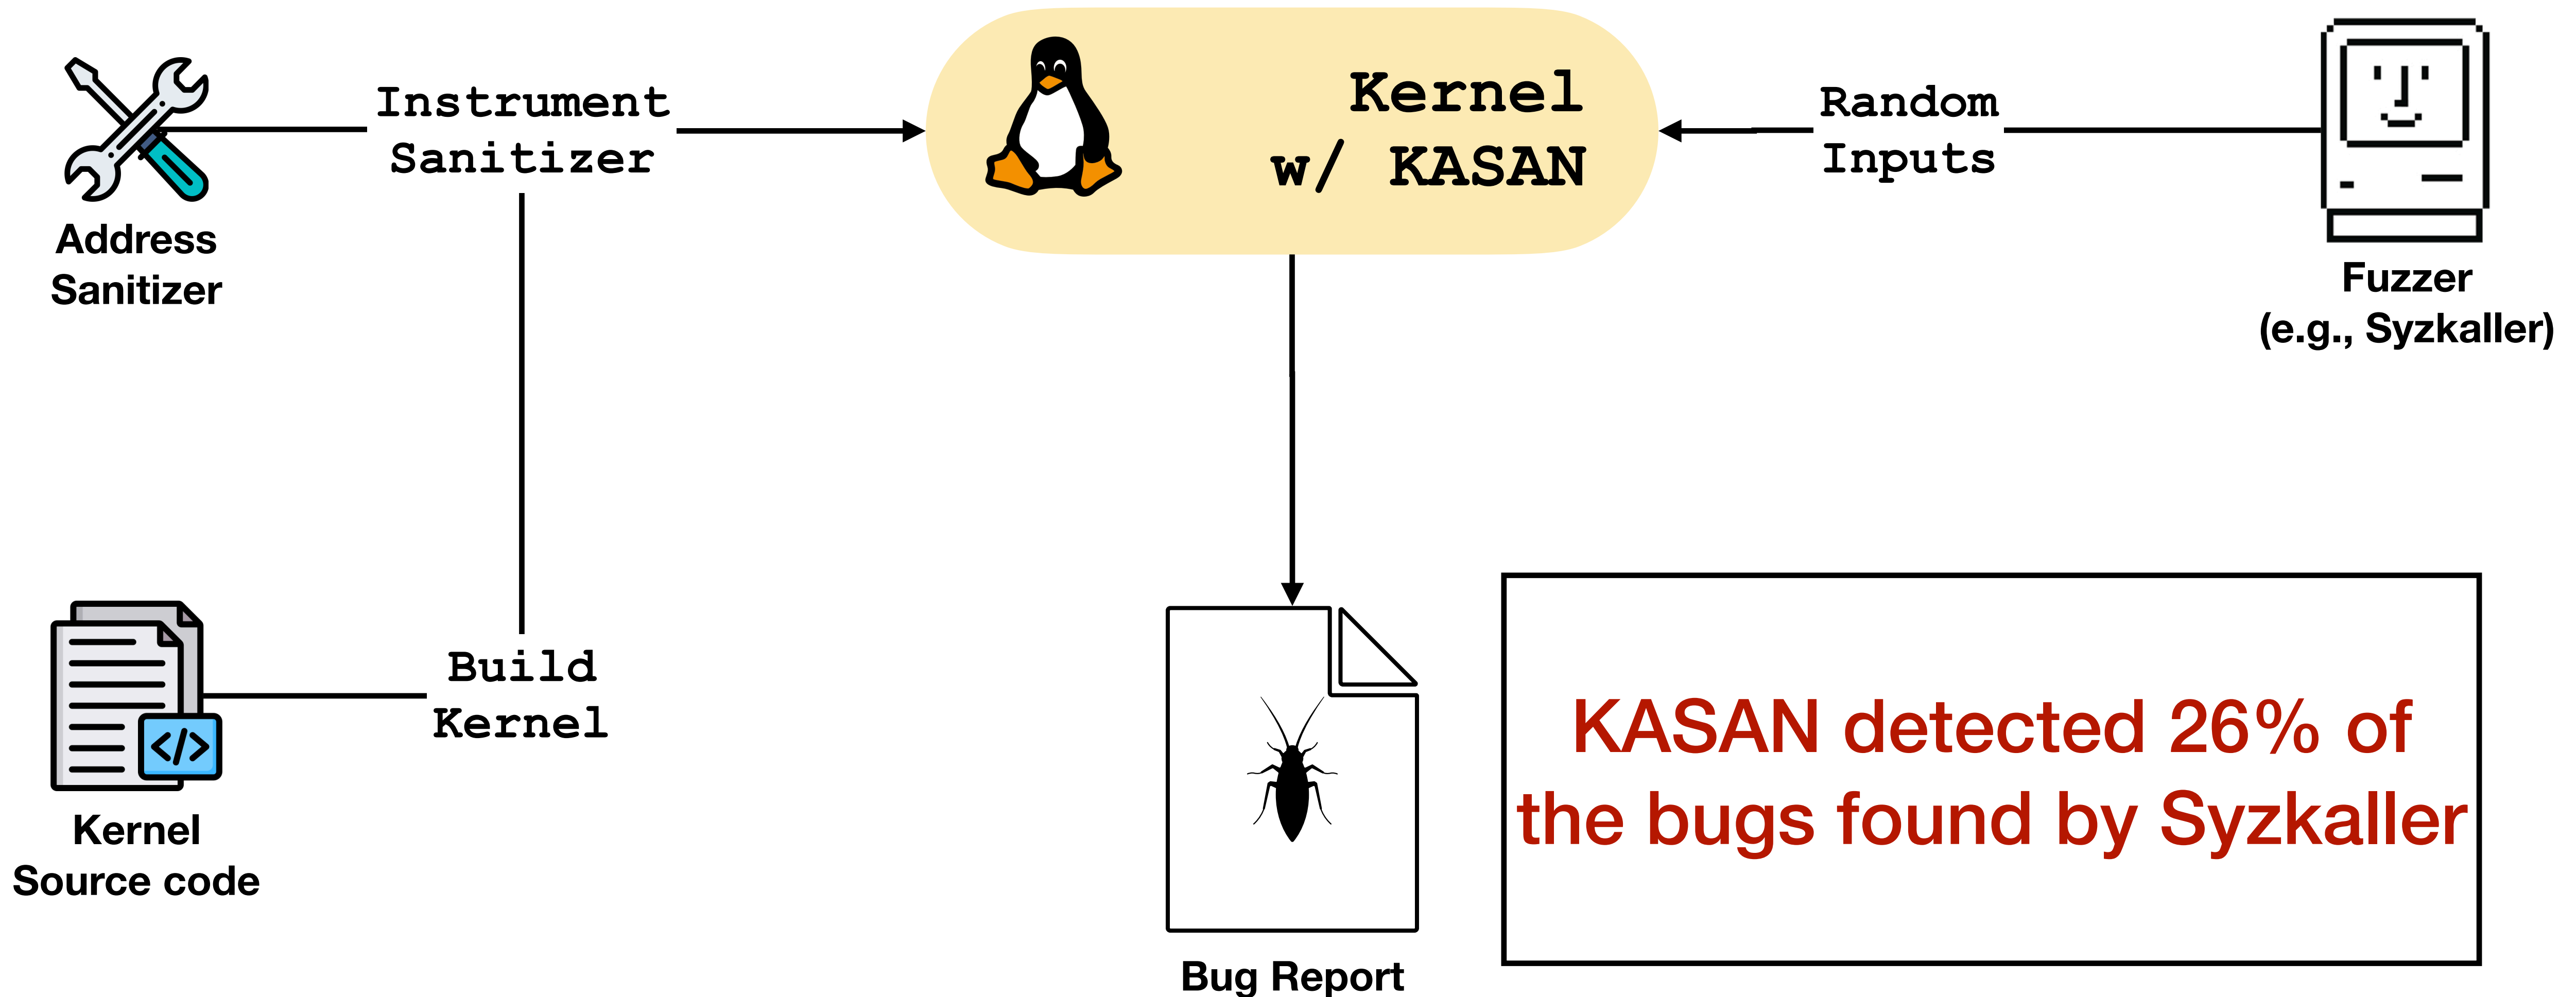 Instrument
Sanitizer
Address
Sanitizer
Kernel
w/ KASAN
Random
Inputs
Fuzzer
(e.g., Syzkaller)
Build
Kernel
</>
Kernel
Source code
Bug Report
KASAN detected 26% of
the bugs found by Syzkaller